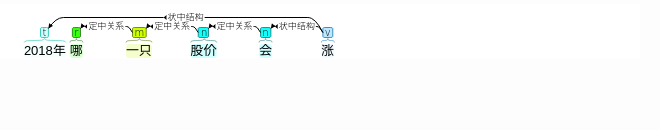 状中结构
定中关系 定中关系 定中关系 状中结构
t r m n n v
2018年 哪 一只 股价 会 涨